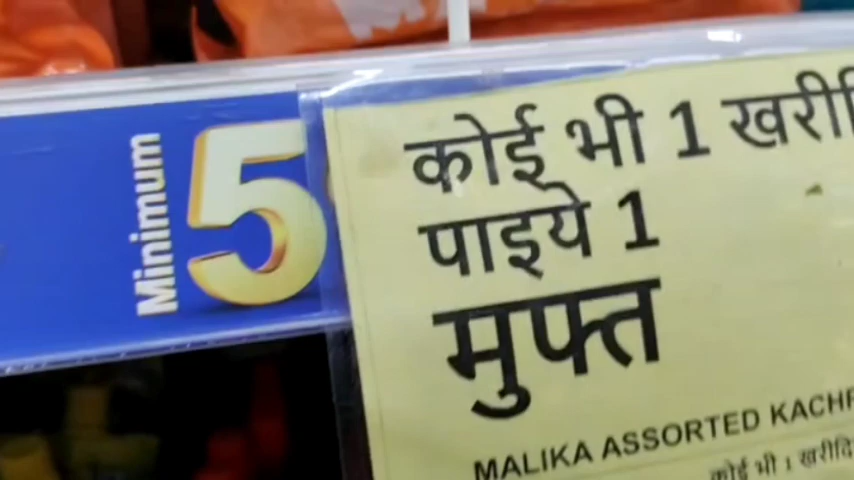 Minimum
5
कोई भी 1
पाइये 1
मुफ्त
MALIKA ASSORTED
कोई भी 1